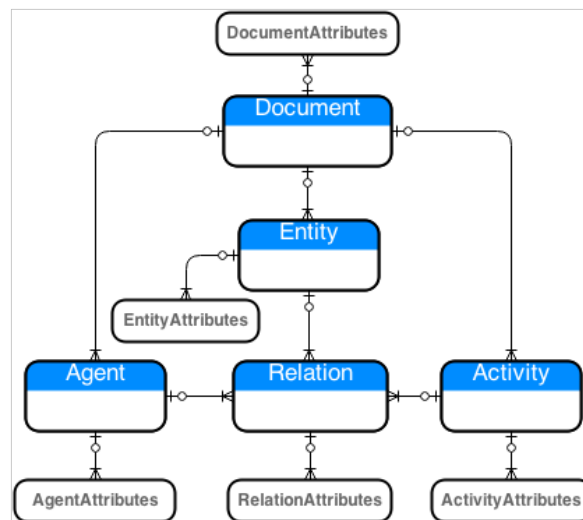 DocumentAttributes
Document
Entity
EntityAttributes
Agent
Relation
Activity
AgentAttributes
RelationAttributes
ActivityAttributes